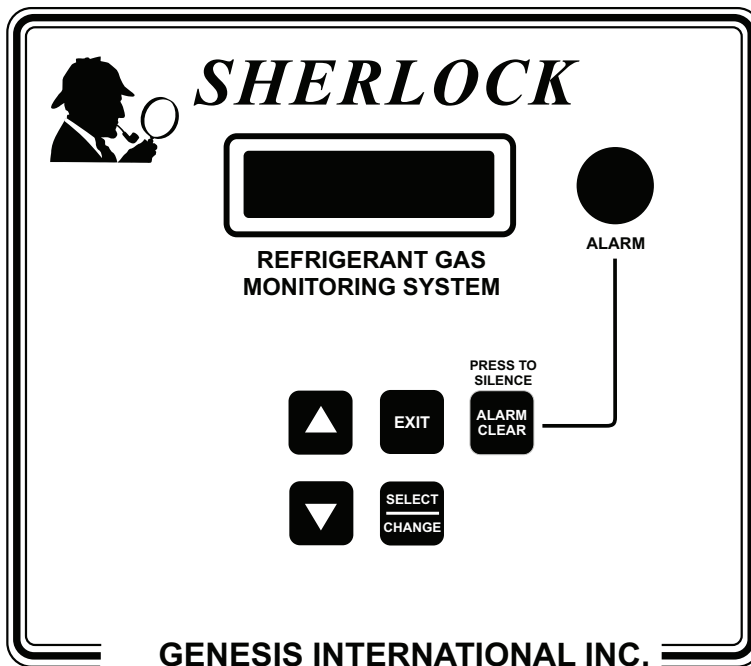 SHERLOCK
REFRIGERANT GAS
MONITORING SYSTEM
ALARM
PRESS TO
SILENCE
EXIT
ALARM
CLEAR
SELECT
CHANGE
GENESIS INTERNATIONAL INC.